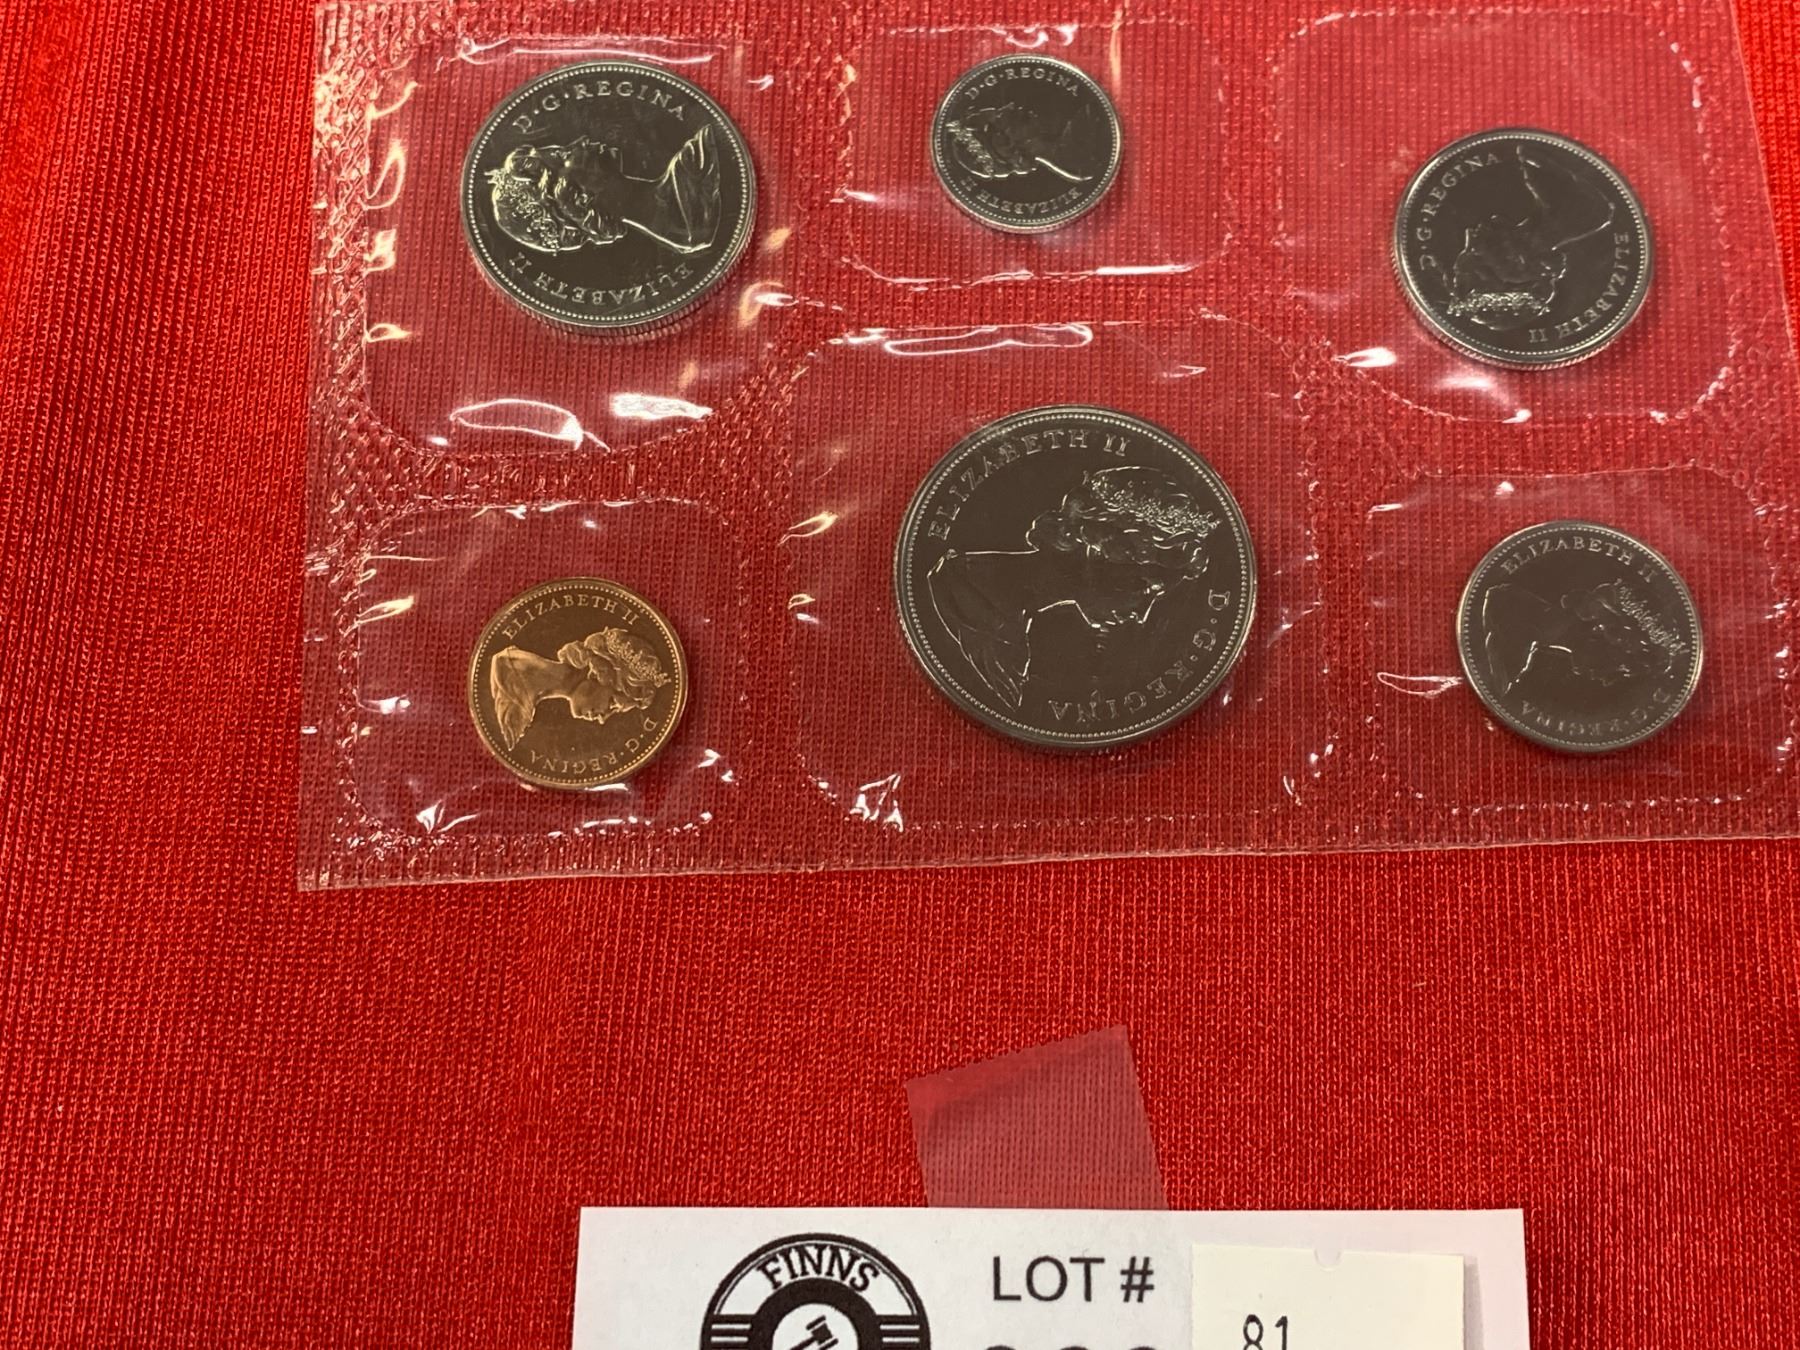 D·G·REGINA
ELIZABETH II
D·G·REGINA
ELIZABETH II
D·G·REGINA
ELIZABETH II
ELIZABETH II
D·G·REGINA
ELIZABETH II
D·G·REGINA
ELIZABETH II
D·G·REGINA
FINNS
LOT #
81